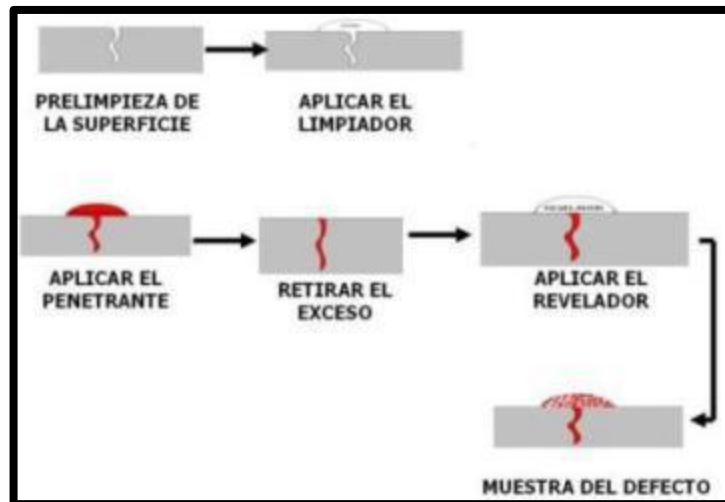 PRELIMPIEZA DE
LA SUPERFICIE
APLICAR EL
LIMPIADOR
APLICAR EL
PENETRANTE
RETIRAR EL
EXCESO
APLICAR EL
REVELADOR
MUESTRA DEL DEFECTO